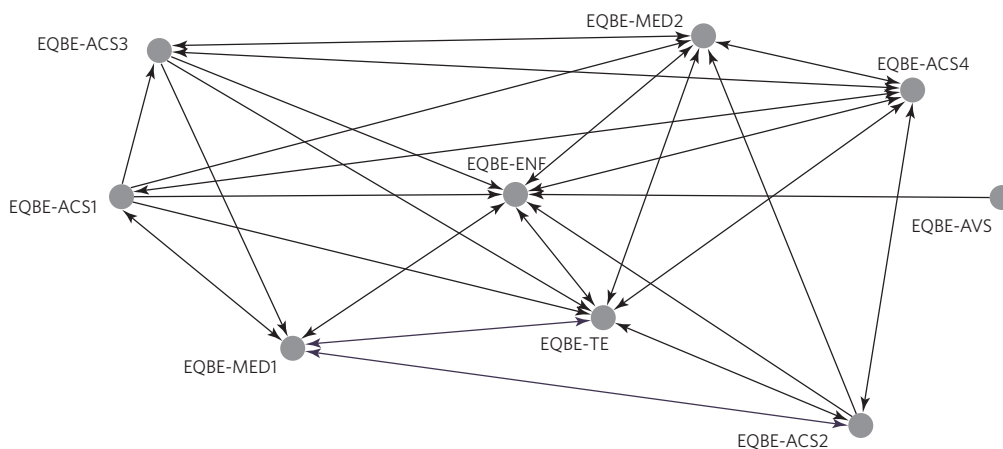 EQBE-MED2
EQBE-ACS3
EQBE-ACS4
EQBE-ENF
EQBE-ACS1
EQBE-AVS
EQBE-TE
EQBE-MED1
EQBE-ACS2